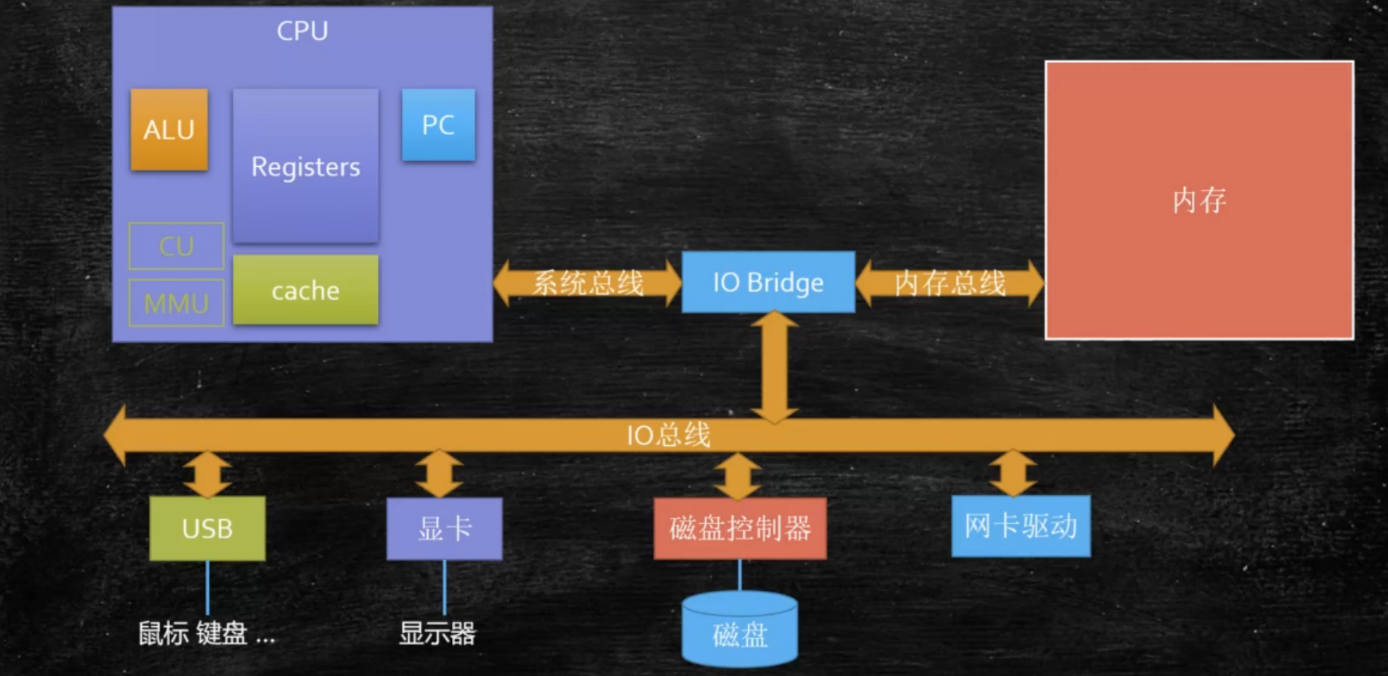 CPU
ALU
Registers
PC
CU
MMU
cache
系统总线
IO Bridge
内存总线
内存
IO总线
USB
显卡
磁盘控制器
网卡驱动
鼠标 键盘 ...
显示器
磁盘